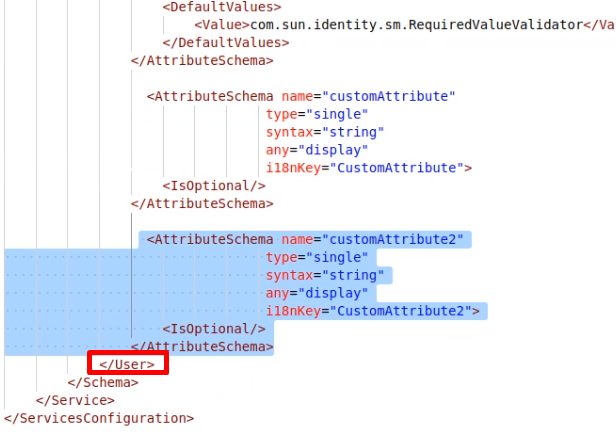 <DefaultValues>
<Value>com.sun.identity.sm.RequiredValueValidator</Va
</DefaultValues>
</AttributeSchema>
<AttributeSchema name="customAttribute"
type="single"
syntax="string"
any="display"
i18nKey="CustomAttribute">
<IsOptional/>
</AttributeSchema>
<AttributeSchema name="customAttribute2"
type="single"
syntax="string"
any="display"
i18nKey="CustomAttribute2">
<IsOptional/>
</AttributeSchema>
</User>
</Schema>
</Service>
</ServicesConfiguration>